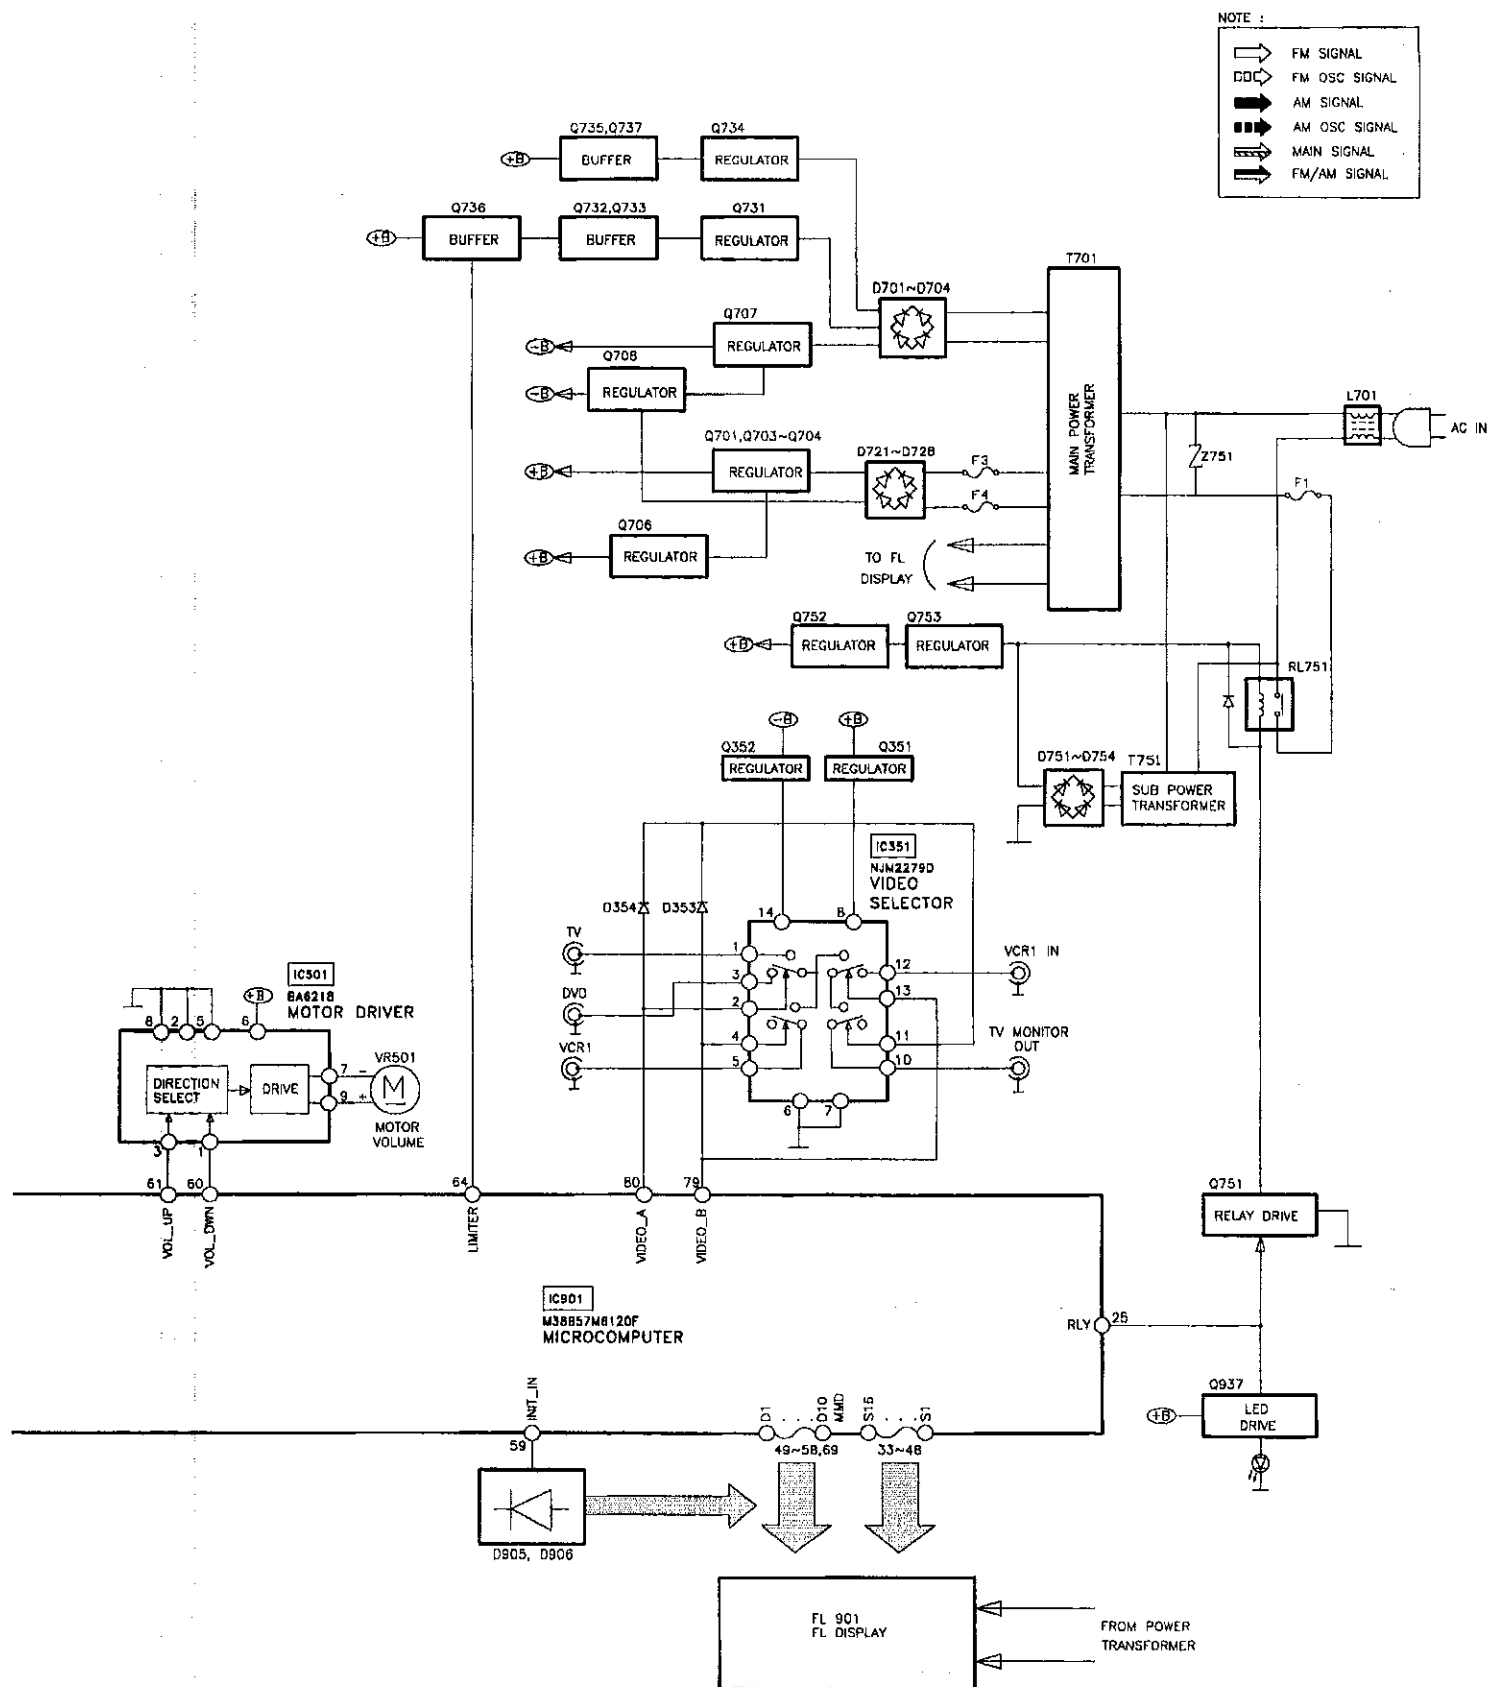 NOTE :
FM SIGNAL
FM OSC SIGNAL
AM SIGNAL
AM OSC SIGNAL
MAIN SIGNAL
FM/AM SIGNAL
Q735,Q737
Q734
+B
BUFFER
REGULATOR
Q736
Q732,Q733
Q731
+B
BUFFER
BUFFER
REGULATOR
T701
D701~D704
Q707
-B
REGULATOR
Q708
-B
REGULATOR
MAIN POWER
TRANSFORMER
L701
AC IN
Q701,Q703~Q704
D721~D728
F3
Z751
+B
REGULATOR
F4
F1
Q706
+B
REGULATOR
TO FL
DISPLAY
Q752
Q753
+B
REGULATOR
REGULATOR
RL751
-B
+B
Q352
Q351
REGULATOR
REGULATOR
D751~D754
T751
SUB POWER
TRANSFORMER
IC351
NJM2279D
VIDEO
SELECTOR
D354
D353
14
8
TV
1
12
VCR1 IN
3
13
DVD
2
4
11
TV MONITOR
OUT
VCR1
5
10
6
7
IC501
BA6218
MOTOR DRIVER
+B
8
2
5
6
DIRECTION
SELECT
DRIVE
7
-
9
+
VR501
M
MOTOR
VOLUME
3
1
61
60
64
80
79
VOL_UP
VOL_DWN
LIMITER
VIDEO_A
VIDEO_B
Q751
RELAY DRIVE
IC901
M38B57M6120F
MICROCOMPUTER
RLY
25
Q937
+B
LED
DRIVE
INIT_IN
59
D1
. . . .
D10
MMD
S16
. . . .
S1
49~58,69
33~48
D905, D906
FL 901
FL DISPLAY
FROM POWER
TRANSFORMER